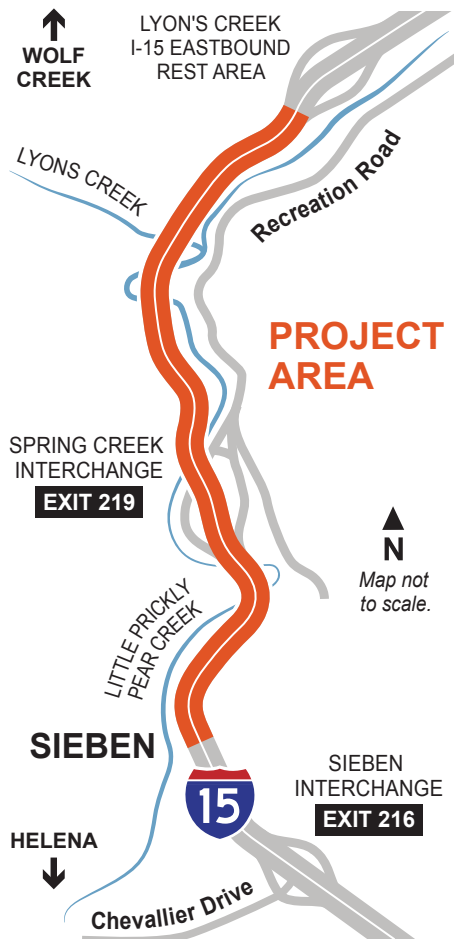 WOLF
CREEK
LYON'S CREEK
I-15 EASTBOUND
REST AREA
LYONS CREEK
Recreation Road
PROJECT
AREA
SPRING CREEK
INTERCHANGE
EXIT 219
N
Map not
to scale.
LITTLE PRICKLY
PEAR CREEK
SIEBEN
15
SIEBEN
INTERCHANGE
EXIT 216
HELENA
Chevallier Drive